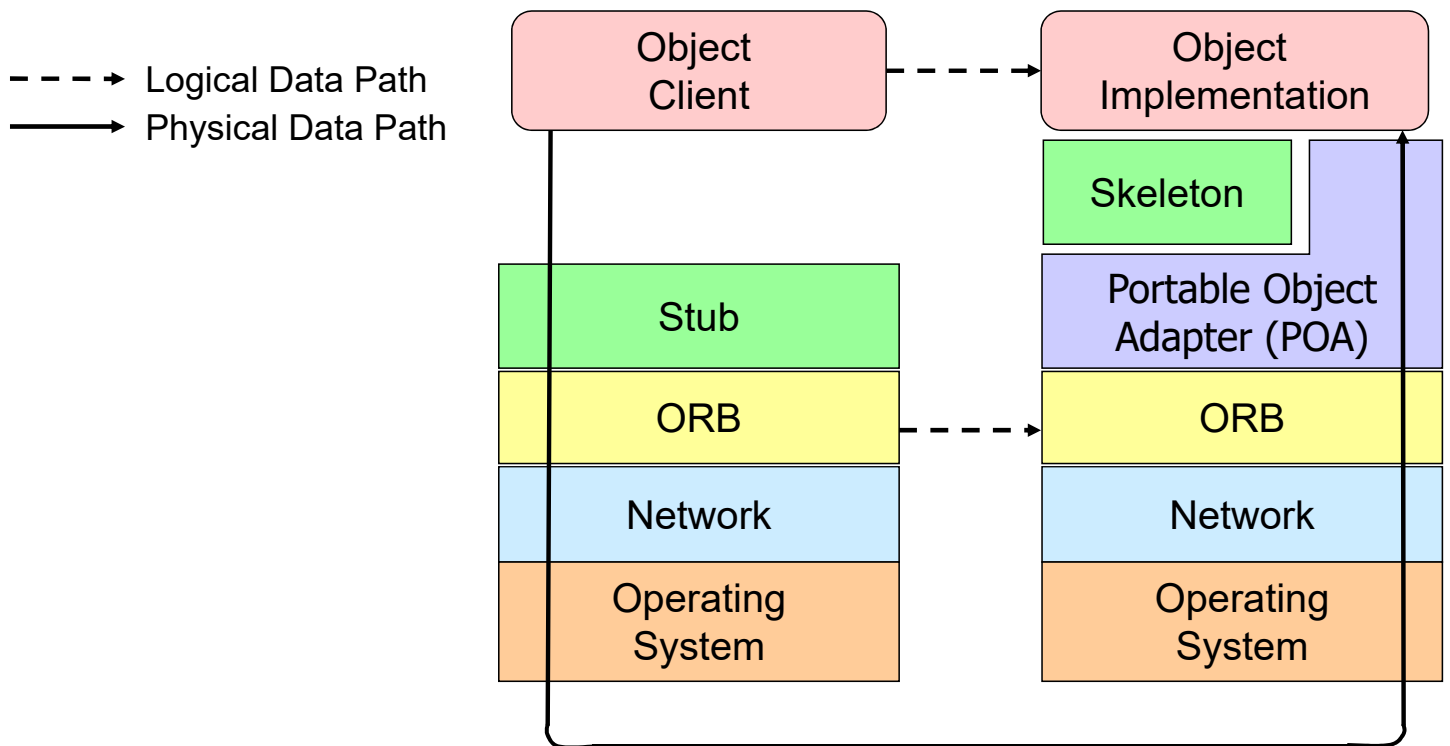 Logical Data Path
Physical Data Path
Object
Client
Stub
ORB
Network
Operating
System
Object
Implementation
Skeleton
Portable Object
Adapter (POA)
ORB
Network
Operating
System